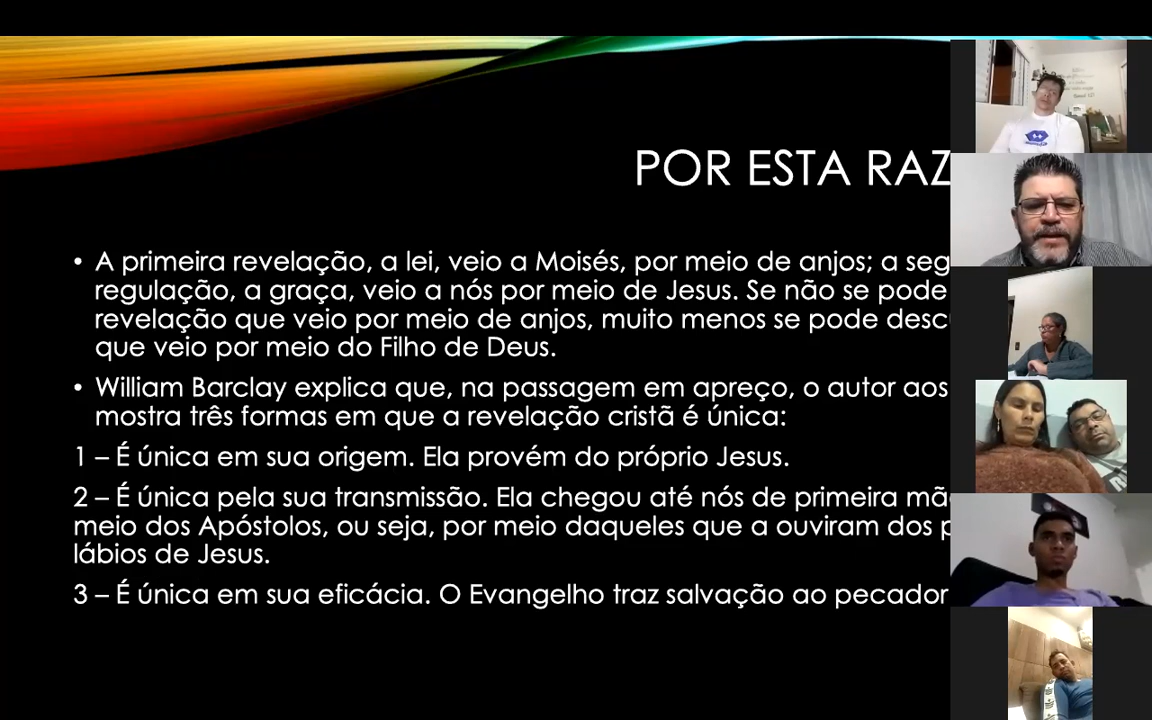 POR ESTA RAZ
• A primeira revelação, a lei, veio a Moisés, por meio de anjos; a seg
regulação, a graça, veio a nós por meio de Jesus. Se não se pode
revelação que veio por meio de anjos, muito menos se pode desc
que veio por meio do Filho de Deus.
• William Barclay explica que, na passagem em apreço, o autor aos
mostra três formas em que a revelação cristã é única:
1 – É única em sua origem. Ela provém do próprio Jesus.
2 – É única pela sua transmissão. Ela chegou até nós de primeira mã
meio dos Apóstolos, ou seja, por meio daqueles que a ouviram dos p
lábios de Jesus.
3 – É única em sua eficácia. O Evangelho traz salvação ao pecador